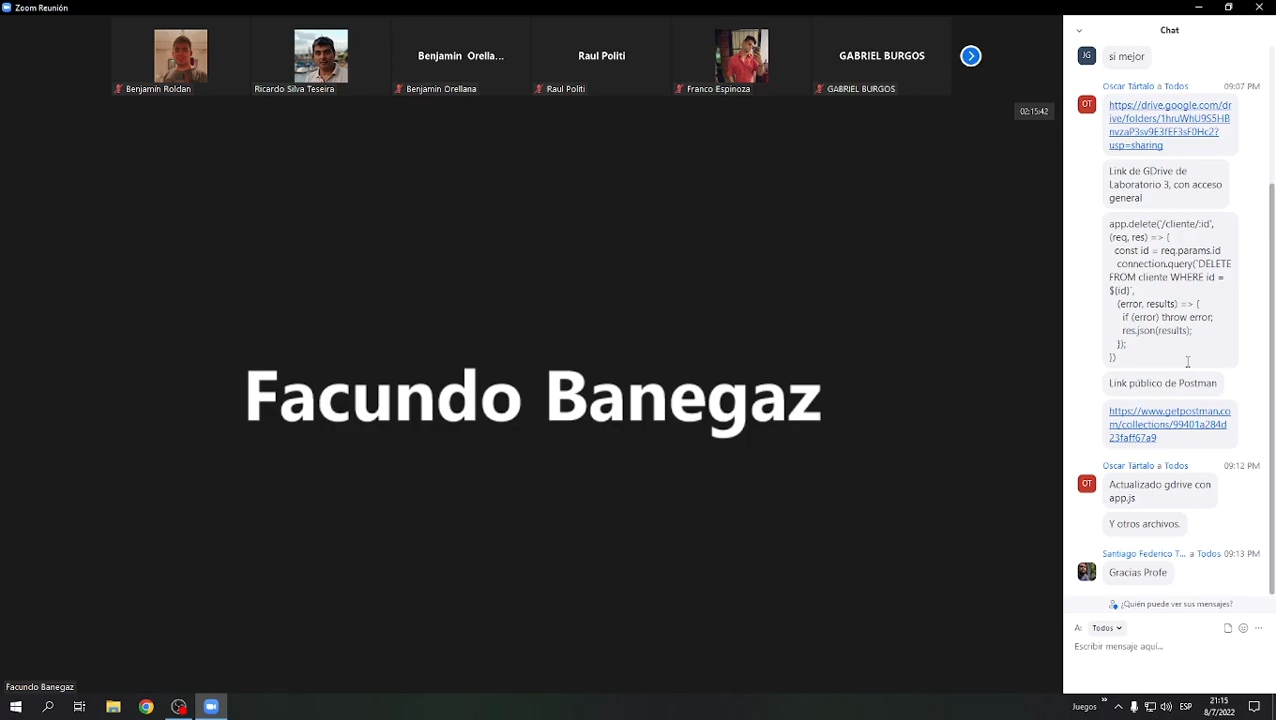 Zoom Reunión
Benjamín Roldan
Ricardo Silva Teseira
Benjamin Orella...
Benjamin Orellana
Raul Politi
Raul Politi
Franco Espinoza
GABRIEL BURGOS
GABRIEL BURGOS
02:15:42
Facundo Banegaz
Facundo Banegaz
Chat
JG
si mejor
Oscar Tártalo a Todos 09:07 PM
OT
https://drive.google.com/dr
ive/folders/1hruWhU9S5HB
nvzaP3sv9E3fEF3sF0Hc2?
usp=sharing
Link de GDrive de
Laboratorio 3, con acceso
general
app.delete('/cliente/:id',
(req, res) => {
const id = req.params.id
connection.query(`DELETE
FROM cliente WHERE id =
${id}`,
(error, results) => {
if (error) throw error;
res.json(results);
});
})
Link público de Postman
https://www.getpostman.co
m/collections/99401a284d
23faff67a9
Oscar Tártalo a Todos 09:12 PM
OT
Actualizado gdrive con
app.js
Y otros archivos.
Santiago Federico T... a Todos 09:13 PM
Gracias Profe
¿Quién puede ver sus mensajes?
A: Todos
Escribir mensaje aquí...
Juegos
ESP
21:15
8/7/2022